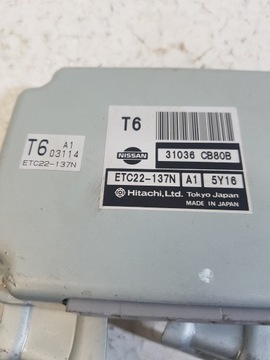 T6 A1
03114
ETC22-137N
T6
NISSAN
31036 CB80B
ETC22-137N A1 5Y16
Hitachi,Ltd. Tokyo Japan
MADE IN JAPAN